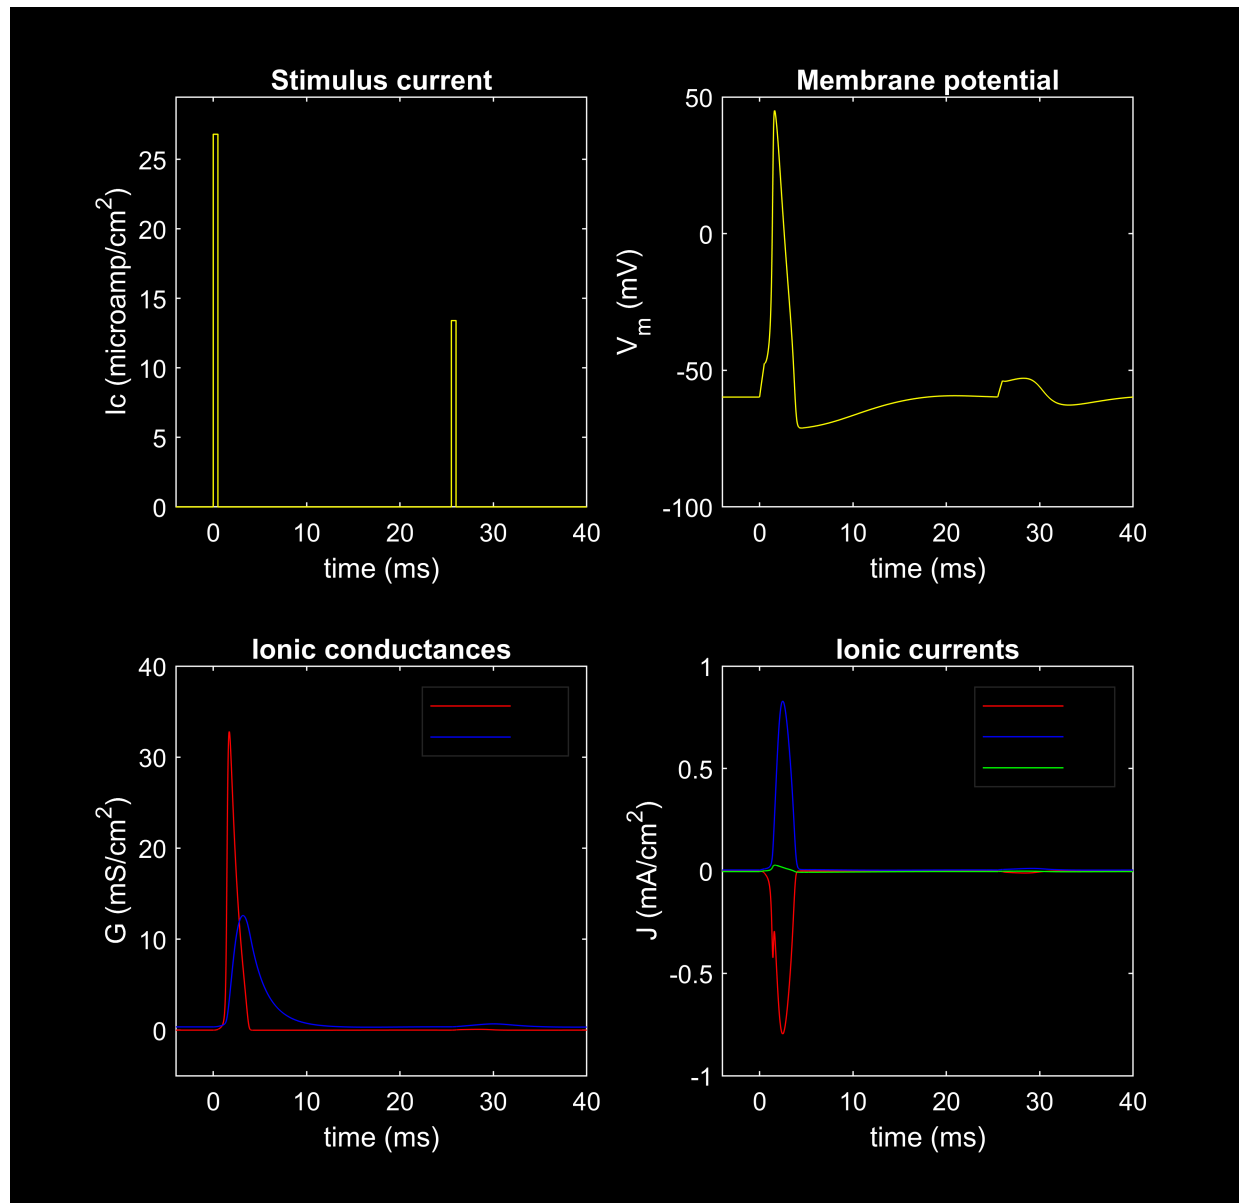 Stimulus current
Ic (microamp/cm²)
25
20
15
10
5
0
0 10 20 30 40
time (ms)
Membrane potential
V_m (mV)
50
0
-50
-100
0 10 20 30 40
time (ms)
Ionic conductances
G (mS/cm²)
40
30
20
10
0
0 10 20 30 40
time (ms)
Ionic currents
J (mA/cm²)
1
0.5
0
-0.5
-1
0 10 20 30 40
time (ms)